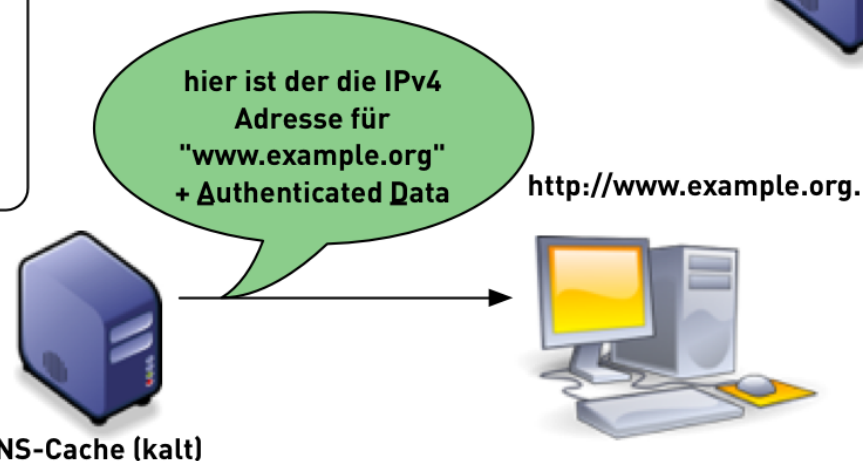 hier ist der die IPv4
Adresse für
"www.example.org"
+ Authenticated Data
http://www.example.org.
NS-Cache (kalt)